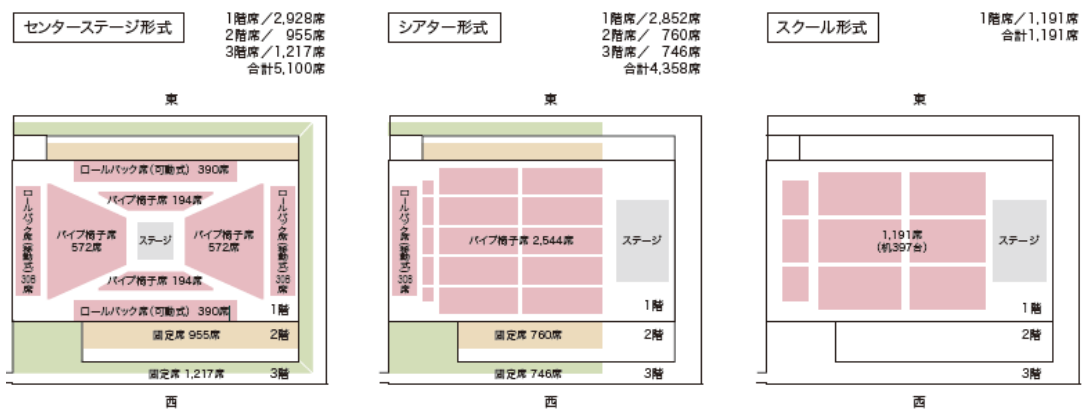 センターステージ形式
1階席／2,928席
2階席／ 955席
3階席／1,217席
合計5,100席
東
ロールバック席(可動式) 390席
パイプ椅子席 194席
ロールバック席(移動式) 308席
パイプ椅子席
572席
ステージ
パイプ椅子席
572席
ロールバック席(移動式) 308席
パイプ椅子席 194席
ロールバック席(可動式) 390席
1階
固定席 955席
2階
固定席 1,217席
3階
西
シアター形式
1階席／2,852席
2階席／ 760席
3階席／ 746席
合計4,358席
東
ロールバック席(移動式) 308席
パイプ椅子席 2,544席
ステージ
1階
固定席 760席
2階
固定席 746席
3階
西
スクール形式
1階席／1,191席
合計1,191席
東
1,191席
(机397台)
ステージ
1階
2階
3階
西